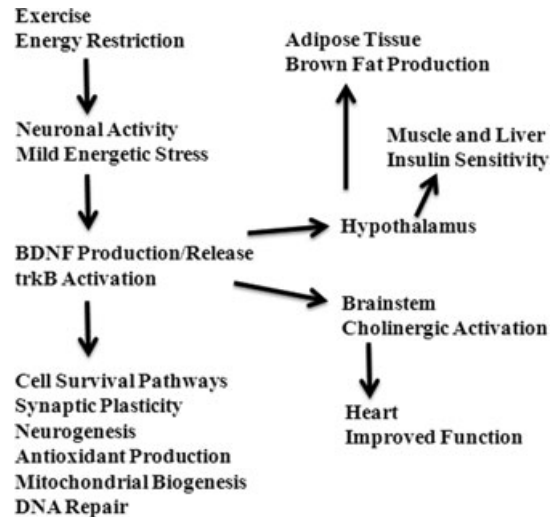 Exercise
Energy Restriction
Neuronal Activity
Mild Energetic Stress
BDNF Production/Release
trkB Activation
Cell Survival Pathways
Synaptic Plasticity
Neurogenesis
Antioxidant Production
Mitochondrial Biogenesis
DNA Repair
Adipose Tissue
Brown Fat Production
Muscle and Liver
Insulin Sensitivity
Hypothalamus
Brainstem
Cholinergic Activation
Heart
Improved Function